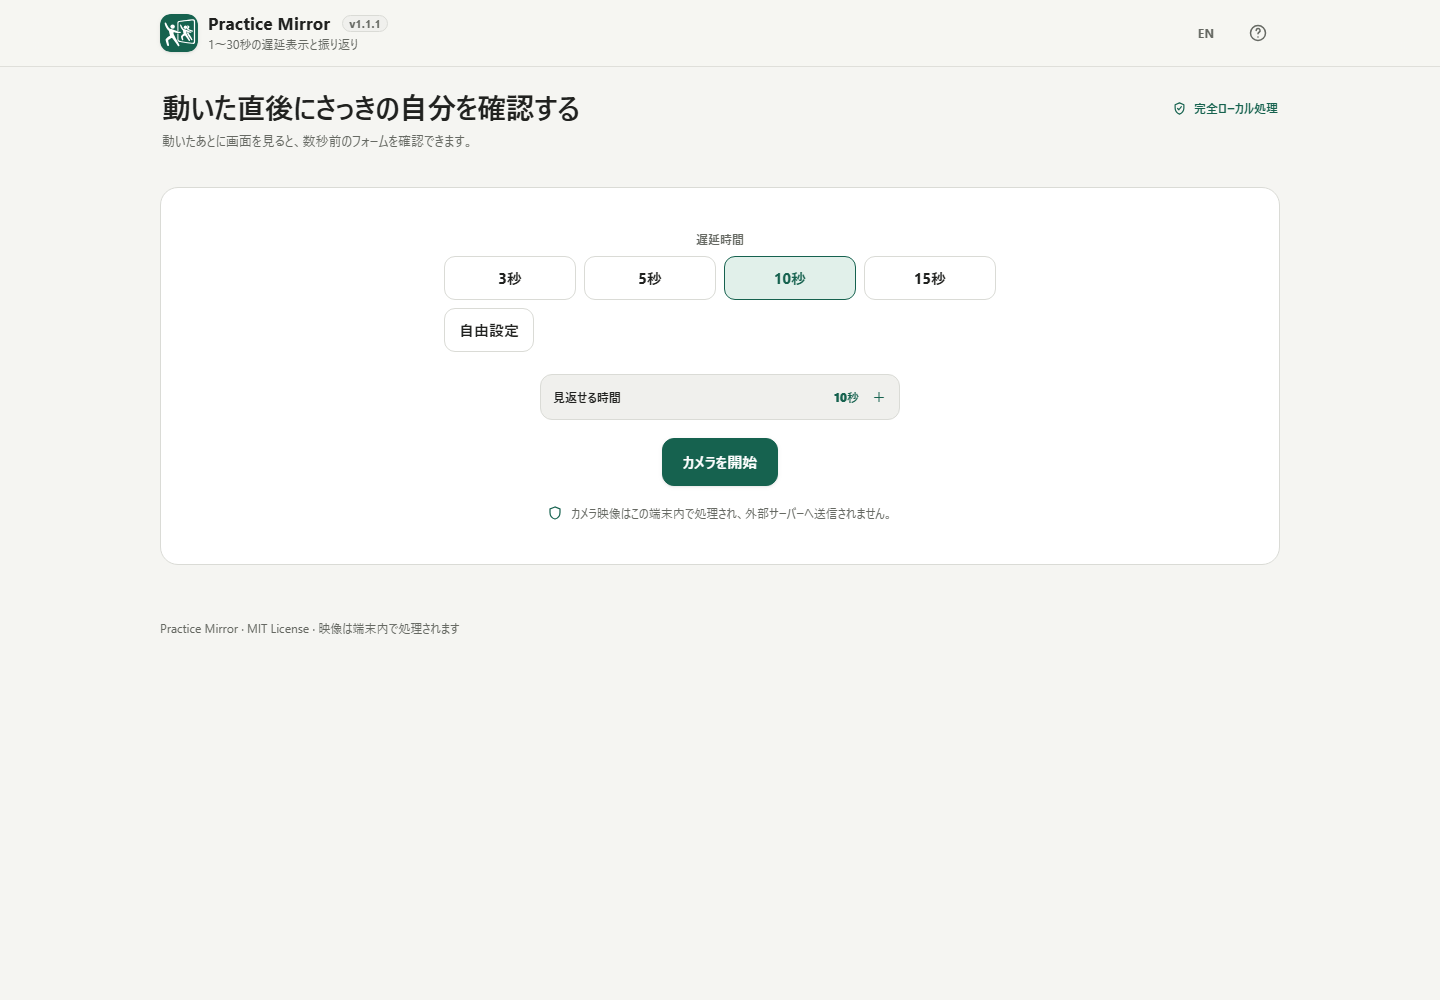 Practice Mirror v1.1.1
1〜30秒の遅延表示と振り返り
EN
動いた直後にさっきの自分を確認する
完全ローカル処理
動いたあとに画面を見ると、数秒前のフォームを確認できます。
遅延時間
3秒 5秒 10秒 15秒
自由設定
見返せる時間 10秒 +
カメラを開始
カメラ映像はこの端末内で処理され、外部サーバーへ送信されません。
Practice Mirror · MIT License · 映像は端末内で処理されます